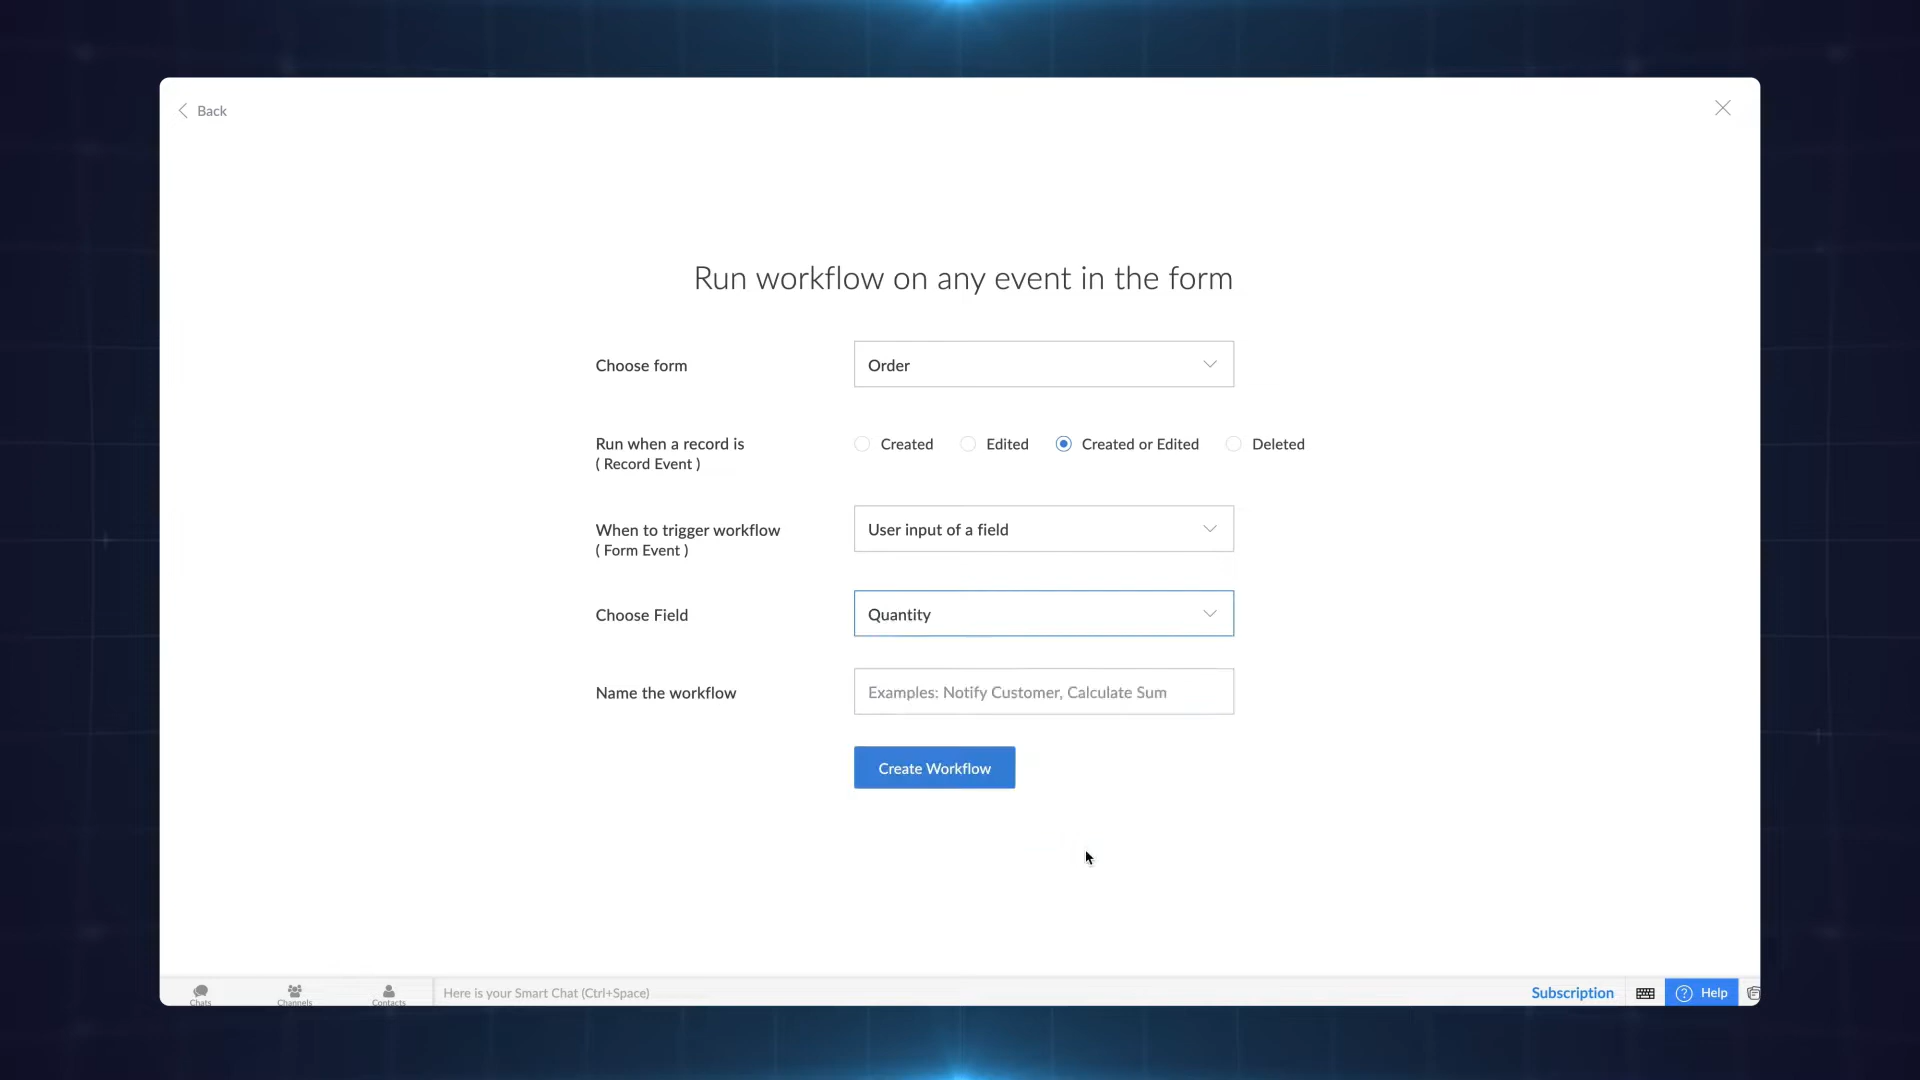 Back
Run workflow on any event in the form
Choose form
Order
Run when a record is
( Record Event )
Created
Edited
Created or Edited
Deleted
When to trigger workflow
( Form Event )
User input of a field
Choose Field
Quantity
Name the workflow
Examples: Notify Customer, Calculate Sum
Create Workflow
Chats
Channels
Contacts
Here is your Smart Chat (Ctrl+Space)
Subscription
? Help